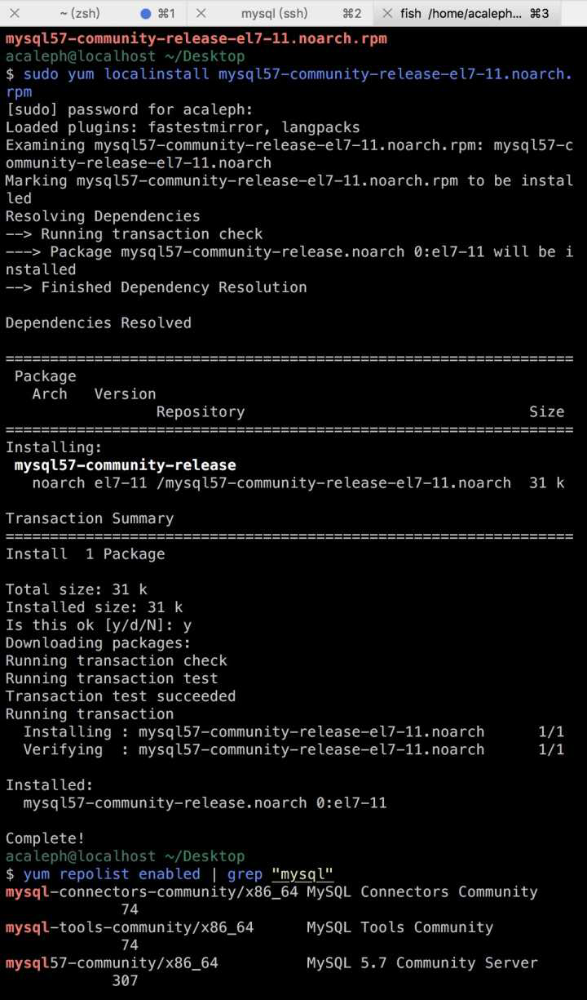 ~ (zsh) ⌘1 mysql (ssh) ⌘2 fish /home/acaleph... ⌘3
mysql57-community-release-el7-11.noarch.rpm
acaleph@localhost ~/Desktop
$ sudo yum localinstall mysql57-community-release-el7-11.noarch.
rpm
[sudo] password for acaleph:
Loaded plugins: fastestmirror, langpacks
Examining mysql57-community-release-el7-11.noarch.rpm: mysql57-c
ommunity-release-el7-11.noarch
Marking mysql57-community-release-el7-11.noarch.rpm to be instal
led
Resolving Dependencies
--> Running transaction check
---> Package mysql57-community-release.noarch 0:el7-11 will be i
nstalled
--> Finished Dependency Resolution
Dependencies Resolved
================================================================
Package
Arch Version
Repository Size
================================================================
Installing:
mysql57-community-release
noarch el7-11 /mysql57-community-release-el7-11.noarch 31 k
Transaction Summary
================================================================
Install 1 Package
Total size: 31 k
Installed size: 31 k
Is this ok [y/d/N]: y
Downloading packages:
Running transaction check
Running transaction test
Transaction test succeeded
Running transaction
Installing : mysql57-community-release-el7-11.noarch 1/1
Verifying : mysql57-community-release-el7-11.noarch 1/1
Installed:
mysql57-community-release.noarch 0:el7-11
Complete!
acaleph@localhost ~/Desktop
$ yum repolist enabled | grep "mysql"
mysql-connectors-community/x86_64 MySQL Connectors Community
74
mysql-tools-community/x86_64 MySQL Tools Community
74
mysql57-community/x86_64 MySQL 5.7 Community Server
307